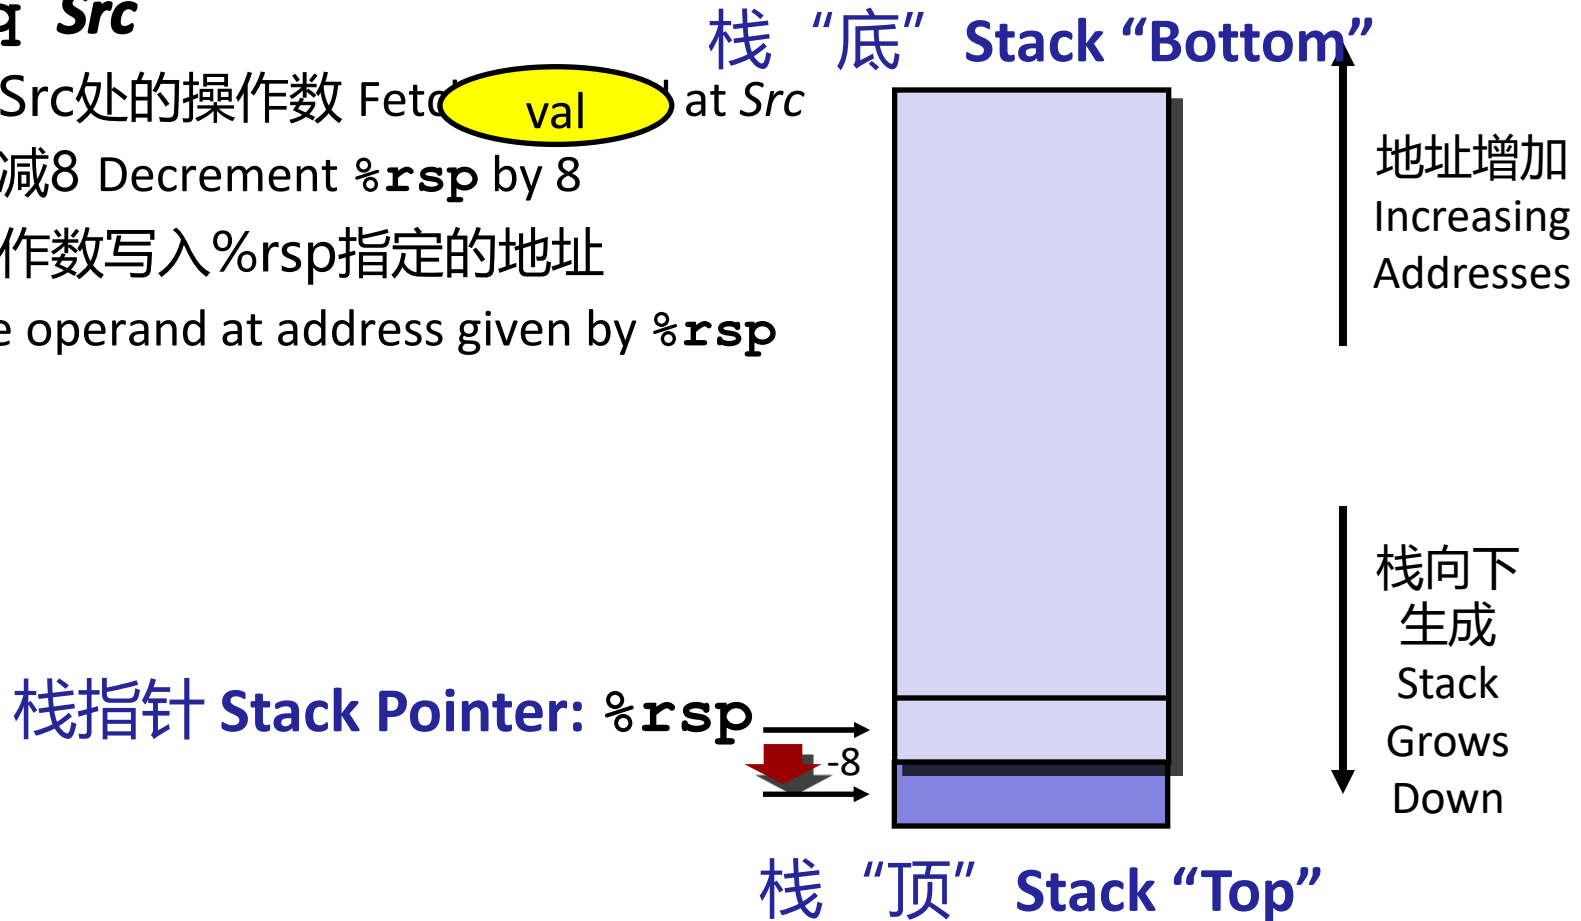 q Src
Src处的操作数 Fetc val d at Src
减8 Decrement %rsp by 8
作数写入%rsp指定的地址
e operand at address given by %rsp
栈“底” Stack “Bottom”
地址增加
Increasing
Addresses
栈向下
生成
Stack
Grows
Down
栈指针 Stack Pointer: %rsp
-8
栈“顶” Stack “Top”